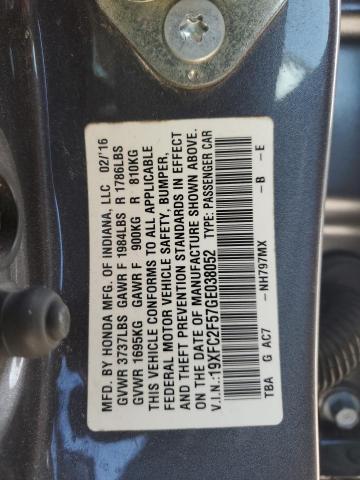 MFG. BY HONDA MFG. OF INDIANA, LLC 02/'16
GVWR 3737LBS GAWR F 1984LBS R 1786LBS
GVWR 1695KG GAWR F 900KG R 810KG
THIS VEHICLE CONFORMS TO ALL APPLICABLE
FEDERAL MOTOR VEHICLE SAFETY, BUMPER,
AND THEFT PREVENTION STANDARDS IN EFFECT
ON THE DATE OF MANUFACTURE SHOWN ABOVE.
V.I.N.:19XFC2F57GE038052 TYPE: PASSENGER CAR
TBA G AC7 -NH797MX -B -E